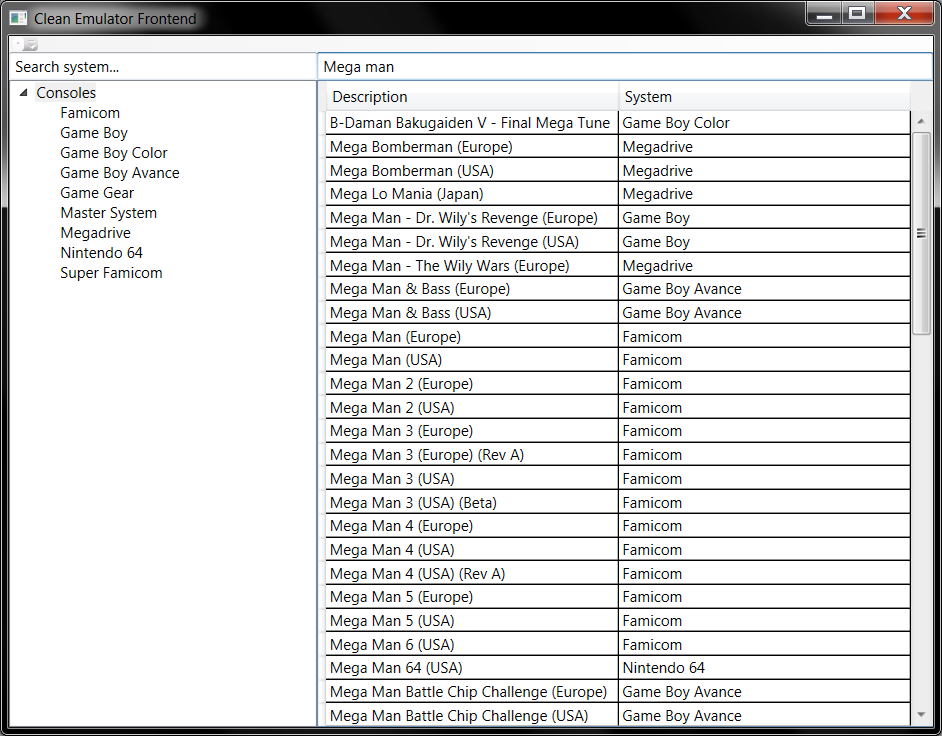 Clean Emulator Frontend
Search system...
Mega man
Consoles
Famicom
Game Boy
Game Boy Color
Game Boy Avance
Game Gear
Master System
Megadrive
Nintendo 64
Super Famicom
Description System
B-Daman Bakugaiden V - Final Mega Tune Game Boy Color
Mega Bomberman (Europe) Megadrive
Mega Bomberman (USA) Megadrive
Mega Lo Mania (Japan) Megadrive
Mega Man - Dr. Wily's Revenge (Europe) Game Boy
Mega Man - Dr. Wily's Revenge (USA) Game Boy
Mega Man - The Wily Wars (Europe) Megadrive
Mega Man & Bass (Europe) Game Boy Avance
Mega Man & Bass (USA) Game Boy Avance
Mega Man (Europe) Famicom
Mega Man (USA) Famicom
Mega Man 2 (Europe) Famicom
Mega Man 2 (USA) Famicom
Mega Man 3 (Europe) Famicom
Mega Man 3 (Europe) (Rev A) Famicom
Mega Man 3 (USA) Famicom
Mega Man 3 (USA) (Beta) Famicom
Mega Man 4 (Europe) Famicom
Mega Man 4 (USA) Famicom
Mega Man 4 (USA) (Rev A) Famicom
Mega Man 5 (Europe) Famicom
Mega Man 5 (USA) Famicom
Mega Man 6 (USA) Famicom
Mega Man 64 (USA) Nintendo 64
Mega Man Battle Chip Challenge (Europe) Game Boy Avance
Mega Man Battle Chip Challenge (USA) Game Boy Avance